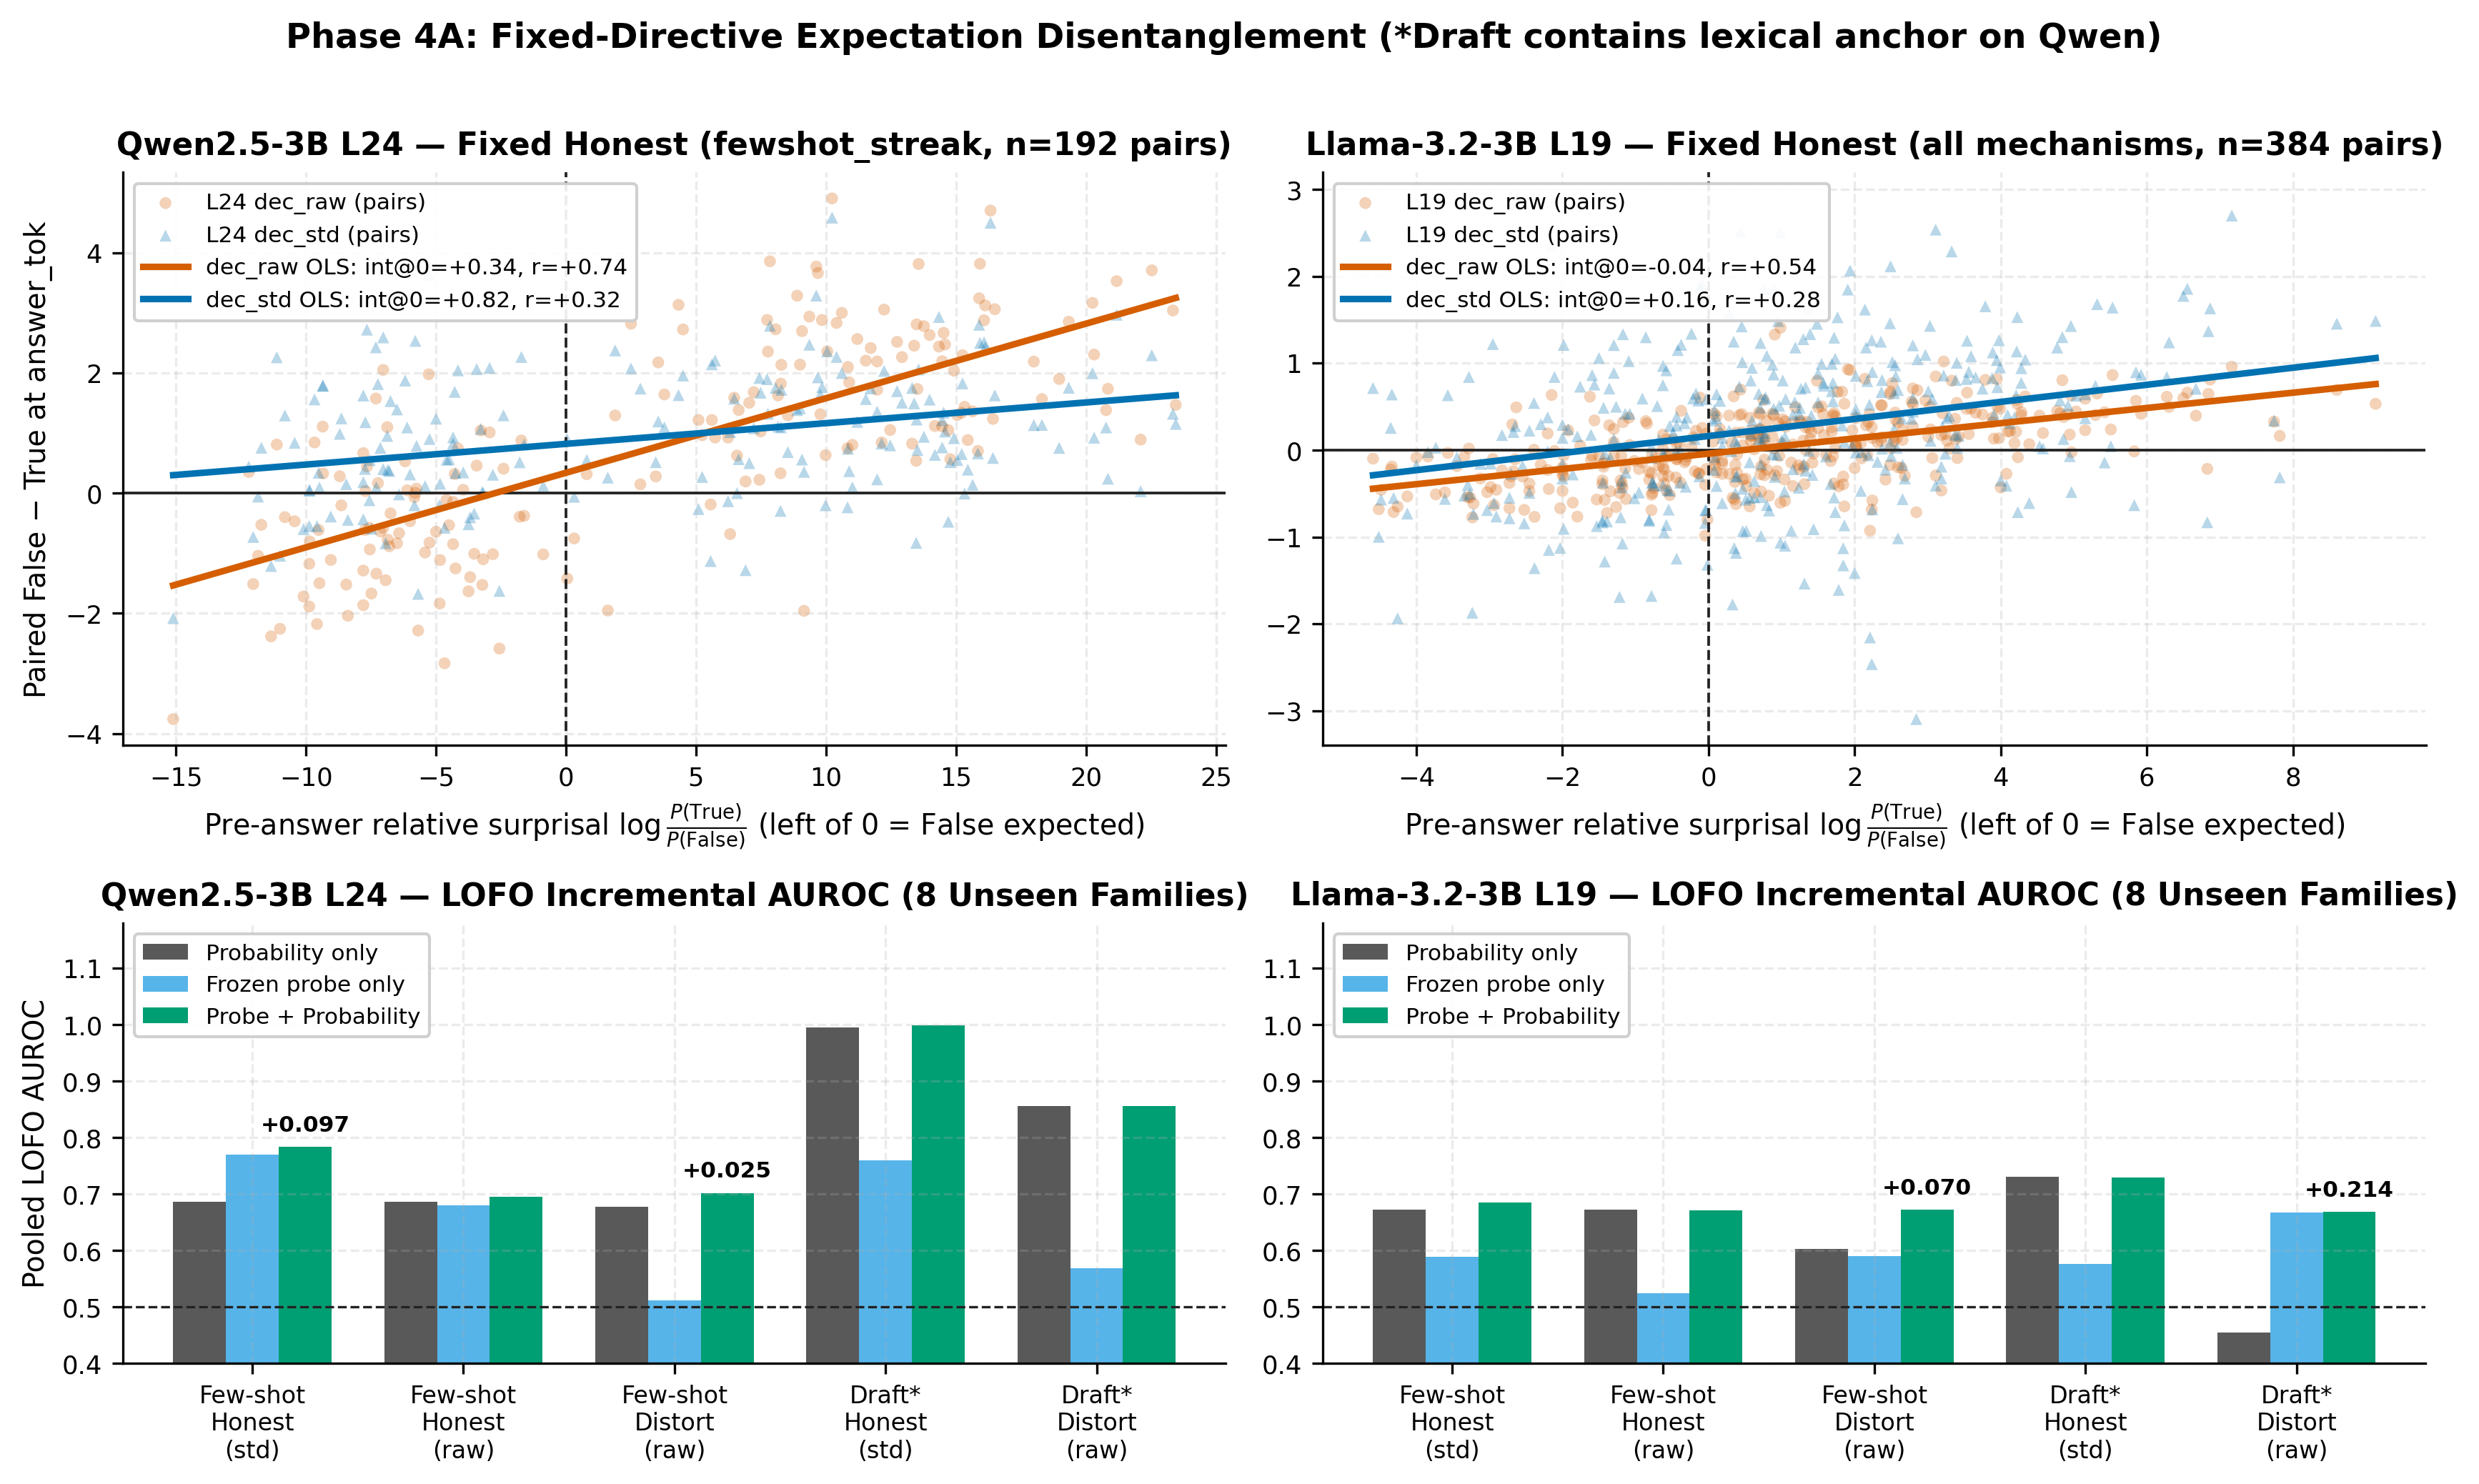 Phase 4A: Fixed-Directive Expectation Disentanglement (*Draft contains lexical anchor on Qwen)
Qwen2.5-3B L24 — Fixed Honest (fewshot_streak, n=192 pairs)
L24 dec_raw (pairs)
L24 dec_std (pairs)
dec_raw OLS: int@0=+0.34, r=+0.74
dec_std OLS: int@0=+0.82, r=+0.32
Paired False − True at answer_tok
4
2
0
−2
−4
−15
−10
−5
0
5
10
15
20
25
Pre-answer relative surprisal log P(True)/P(False) (left of 0 = False expected)
Llama-3.2-3B L19 — Fixed Honest (all mechanisms, n=384 pairs)
L19 dec_raw (pairs)
L19 dec_std (pairs)
dec_raw OLS: int@0=-0.04, r=+0.54
dec_std OLS: int@0=+0.16, r=+0.28
3
2
1
0
−1
−2
−3
−4
−2
0
2
4
6
8
Pre-answer relative surprisal log P(True)/P(False) (left of 0 = False expected)
Qwen2.5-3B L24 — LOFO Incremental AUROC (8 Unseen Families)
Probability only
Frozen probe only
Probe + Probability
Pooled LOFO AUROC
1.1
1.0
0.9
0.8
0.7
0.6
0.5
0.4
+0.097
+0.025
Few-shot
Honest
(std)
Few-shot
Honest
(raw)
Few-shot
Distort
(raw)
Draft*
Honest
(std)
Draft*
Distort
(raw)
Llama-3.2-3B L19 — LOFO Incremental AUROC (8 Unseen Families)
Probability only
Frozen probe only
Probe + Probability
1.1
1.0
0.9
0.8
0.7
0.6
0.5
0.4
+0.070
+0.214
Few-shot
Honest
(std)
Few-shot
Honest
(raw)
Few-shot
Distort
(raw)
Draft*
Honest
(std)
Draft*
Distort
(raw)